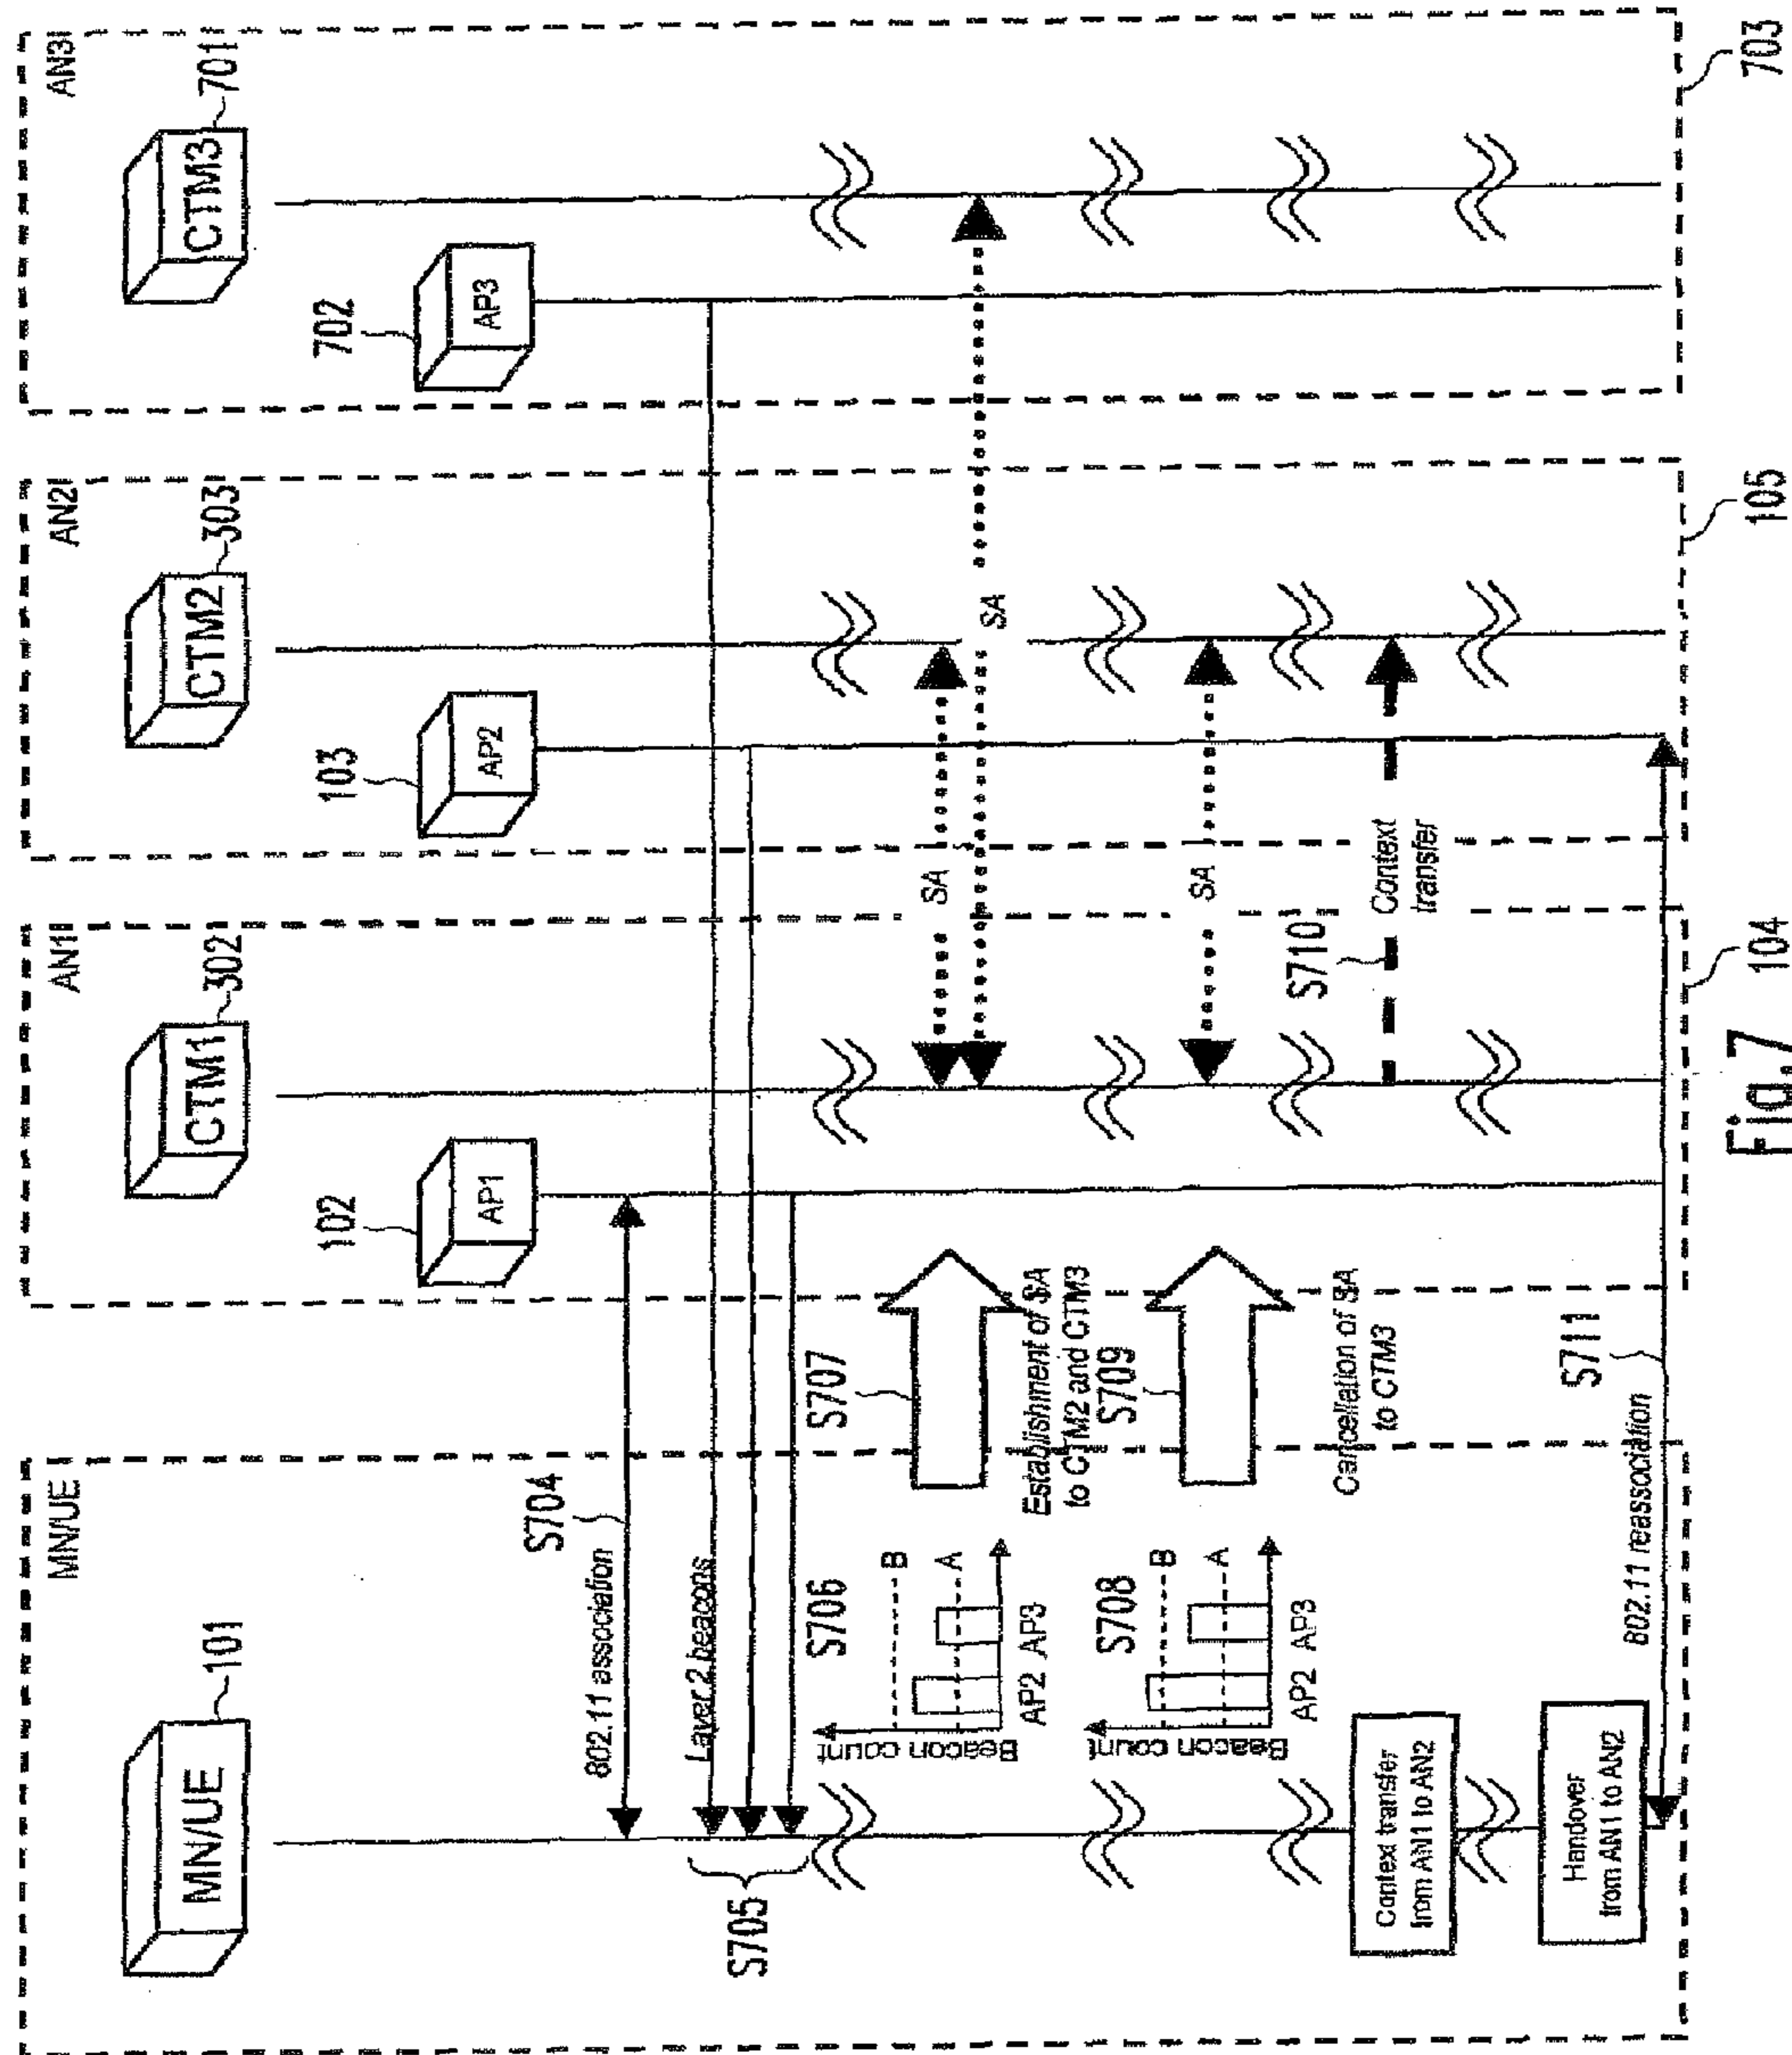 MN/UE
AN1
AN2
AN3
MN/UE
101
CTM1
302
CTM2
303
CTM3
701
AP1
102
AP2
103
AP3
702
S704
802.11 association
Layer 2 beacons
S705
S706
Beacon count
B
A
AP2 AP3
S707
Establishment of SA
to CTM2 and CTM3
SA
SA
S708
Beacon count
B
A
AP2 AP3
S709
Cancellation of SA
to CTM3
SA
S710
Context
transfer
Context transfer
from AN1 to AN2
Handover
from AN1 to AN2
802.11 reassociation
S711
104
105
703
Fig.7